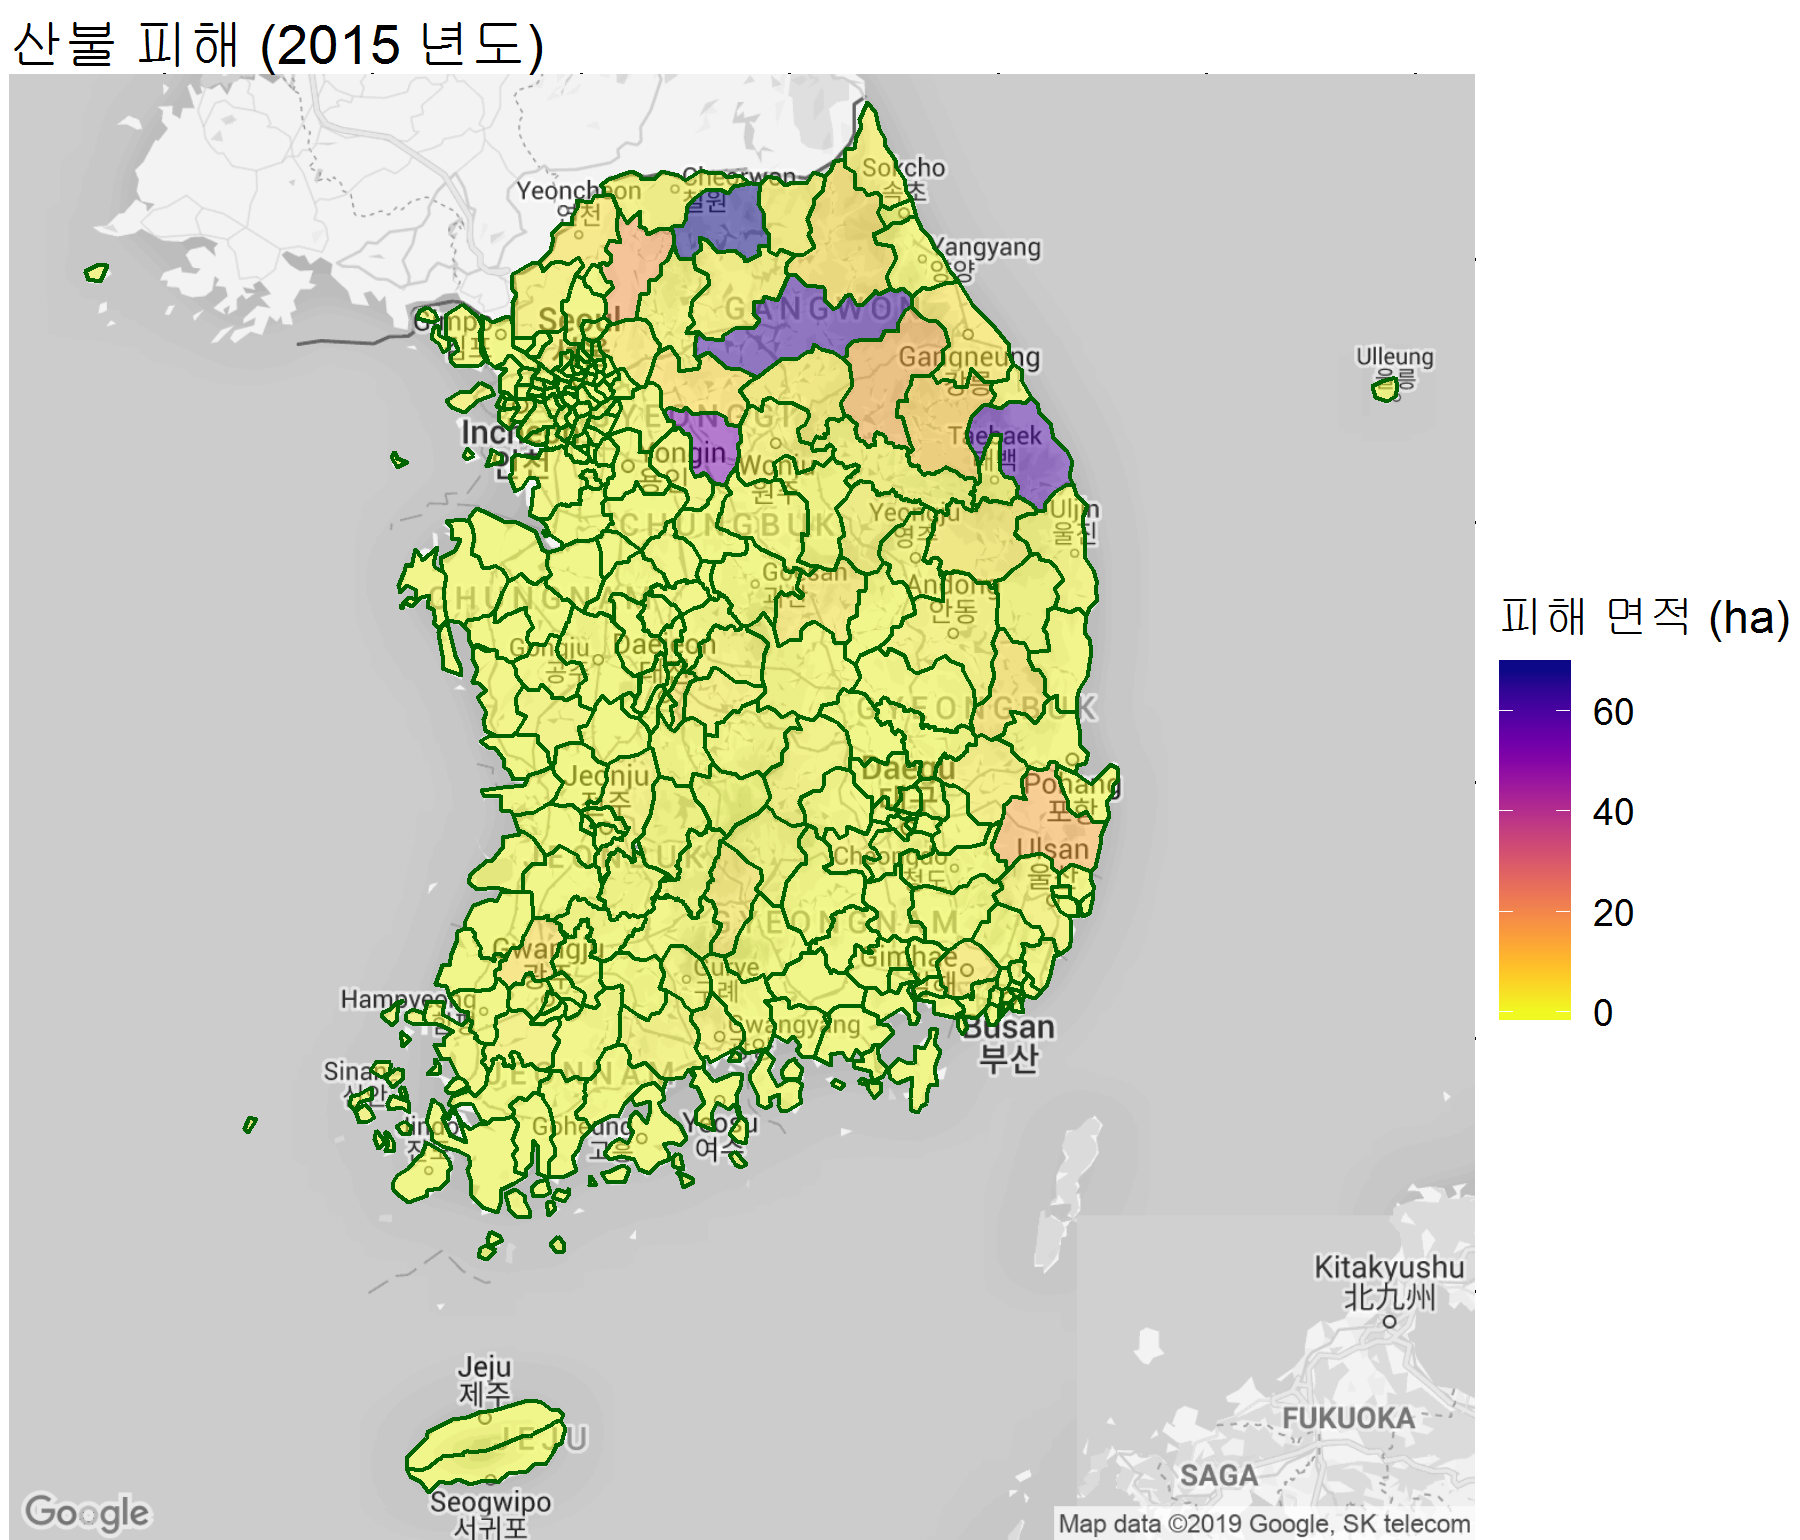 산불 피해 (2015 년도)
Cheorwon
철원
Sokcho
속초
Yeoncheon
연천
Yangyang
양양
GANGWON
Gimpo
김포
Seoul
서울
Gangneung
강릉
Ulleung
울릉
Incheon
인천
Taebaek
태백
Yongin
용인
Wonju
원주
CHUNGBUK
Yeongju
영주
Uljin
울진
Goesan
괴산
Andong
안동
CHUNGNAM
Gongju
공주
Daejeon
GYEONGBUK
피해 면적 (ha)
60
40
20
0
Jeonju
전주
Daegu
대구
Pohang
포항
Ulsan
울산
Cheongdo
청도
JEONBUK
GYEONGNAM
Gwangju
광주
Gimhae
김해
Gurye
구례
Hampyeong
함평
Gwangyang
광양
Busan
부산
Sinan
신안
JEONNAM
Jindo
진도
Goheung
고흥
Yeosu
여수
Kitakyushu
北九州
Jeju
제주
JEJU
FUKUOKA
SAGA
Seogwipo
서귀포
Google
Map data ©2019 Google, SK telecom